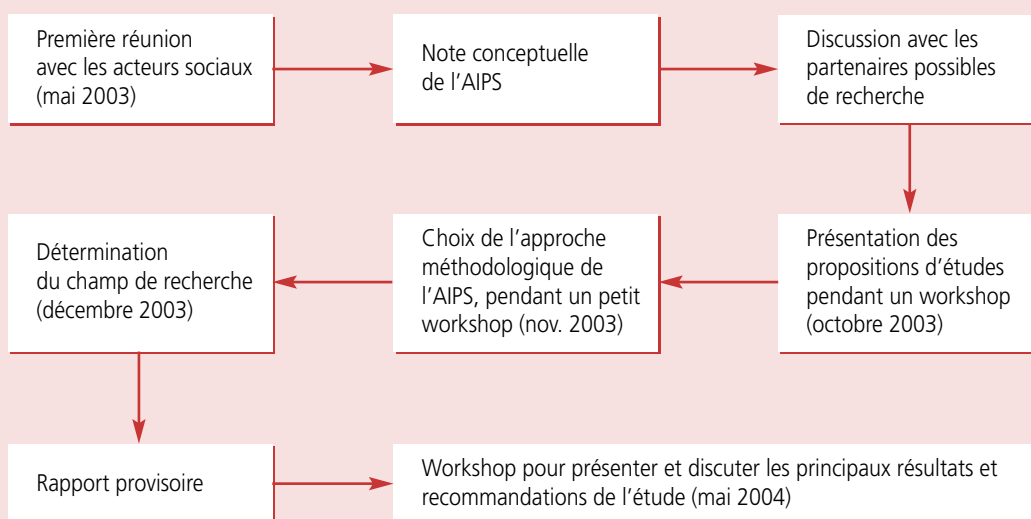 Première réunion
avec les acteurs sociaux
(mai 2003)
Note conceptuelle
de l’AIPS
Discussion avec les
partenaires possibles
de recherche
Présentation des
propositions d’études
pendant un workshop
(octobre 2003)
Choix de l’approche
méthodologique de
l’AIPS, pendant un petit
workshop (nov. 2003)
Détermination
du champ de recherche
(décembre 2003)
Rapport provisoire
Workshop pour présenter et discuter les principaux résultats et
recommandations de l’étude (mai 2004)